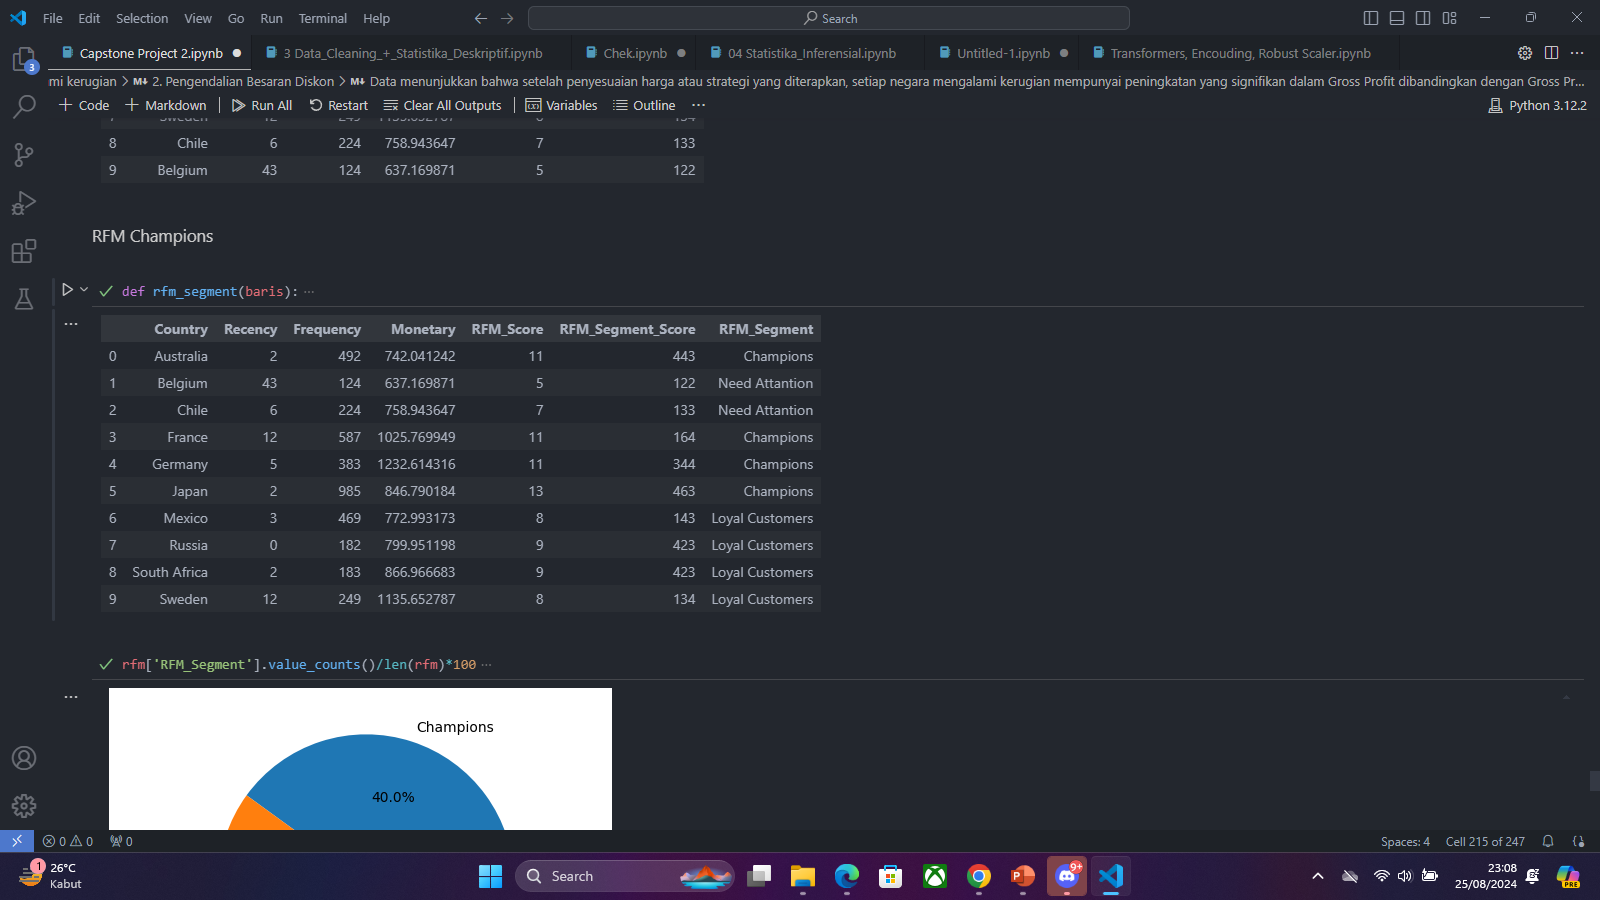 File Edit Selection View Go Run Terminal Help
Search
Capstone Project 2.ipynb
3 Data_Cleaning_+_Statistika_Deskriptif.ipynb
Chek.ipynb
04 Statistika_Inferensial.ipynb
Untitled-1.ipynb
Transformers, Encouding, Robust Scaler.ipynb
mi kerugian > M↓ 2. Pengendalian Besaran Diskon > M↓ Data menunjukkan bahwa setelah penyesuaian harga atau strategi yang diterapkan, setiap negara mengalami kerugian mempunyai peningkatan yang signifikan dalam Gross Profit dibandingkan dengan Gross Pr...
+ Code + Markdown Run All Restart Clear All Outputs Variables Outline ...
Python 3.12.2
3
8 Chile 6 224 758.943647 7 133
9 Belgium 43 124 637.169871 5 122
RFM Champions
def rfm_segment(baris): ...
Country Recency Frequency Monetary RFM_Score RFM_Segment_Score RFM_Segment
0 Australia 2 492 742.041242 11 443 Champions
1 Belgium 43 124 637.169871 5 122 Need Attantion
2 Chile 6 224 758.943647 7 133 Need Attantion
3 France 12 587 1025.769949 11 164 Champions
4 Germany 5 383 1232.614316 11 344 Champions
5 Japan 2 985 846.790184 13 463 Champions
6 Mexico 3 469 772.993173 8 143 Loyal Customers
7 Russia 0 182 799.951198 9 423 Loyal Customers
8 South Africa 2 183 866.966683 9 423 Loyal Customers
9 Sweden 12 249 1135.652787 8 134 Loyal Customers
rfm['RFM_Segment'].value_counts()/len(rfm)*100 ...
Champions
40.0%
0 0 0
Spaces: 4 Cell 215 of 247
1
26°C
Kabut
Search
9+
23:08
25/08/2024
PRE